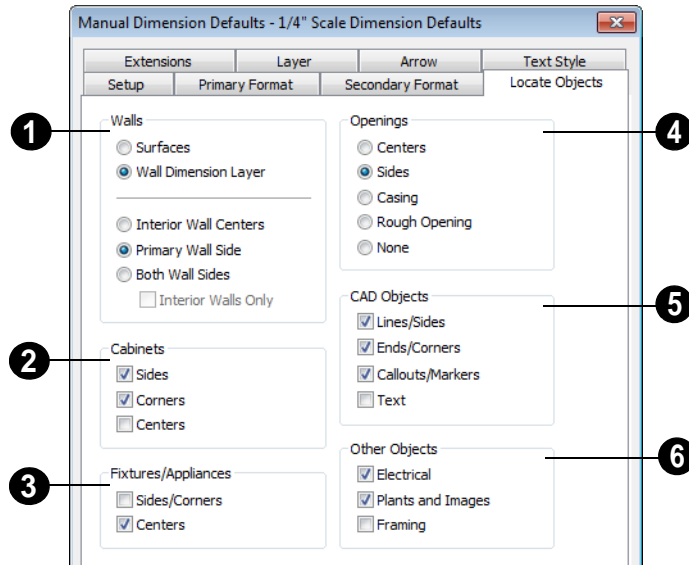 Manual Dimension Defaults - 1/4" Scale Dimension Defaults
Extensions Layer Arrow Text Style
Setup Primary Format Secondary Format Locate Objects
1
Walls
Surfaces
Wall Dimension Layer
Interior Wall Centers
Primary Wall Side
Both Wall Sides
Interior Walls Only
2
Cabinets
Sides
Corners
Centers
3
Fixtures/Appliances
Sides/Corners
Centers
4
Openings
Centers
Sides
Casing
Rough Opening
None
5
CAD Objects
Lines/Sides
Ends/Corners
Callouts/Markers
Text
6
Other Objects
Electrical
Plants and Images
Framing